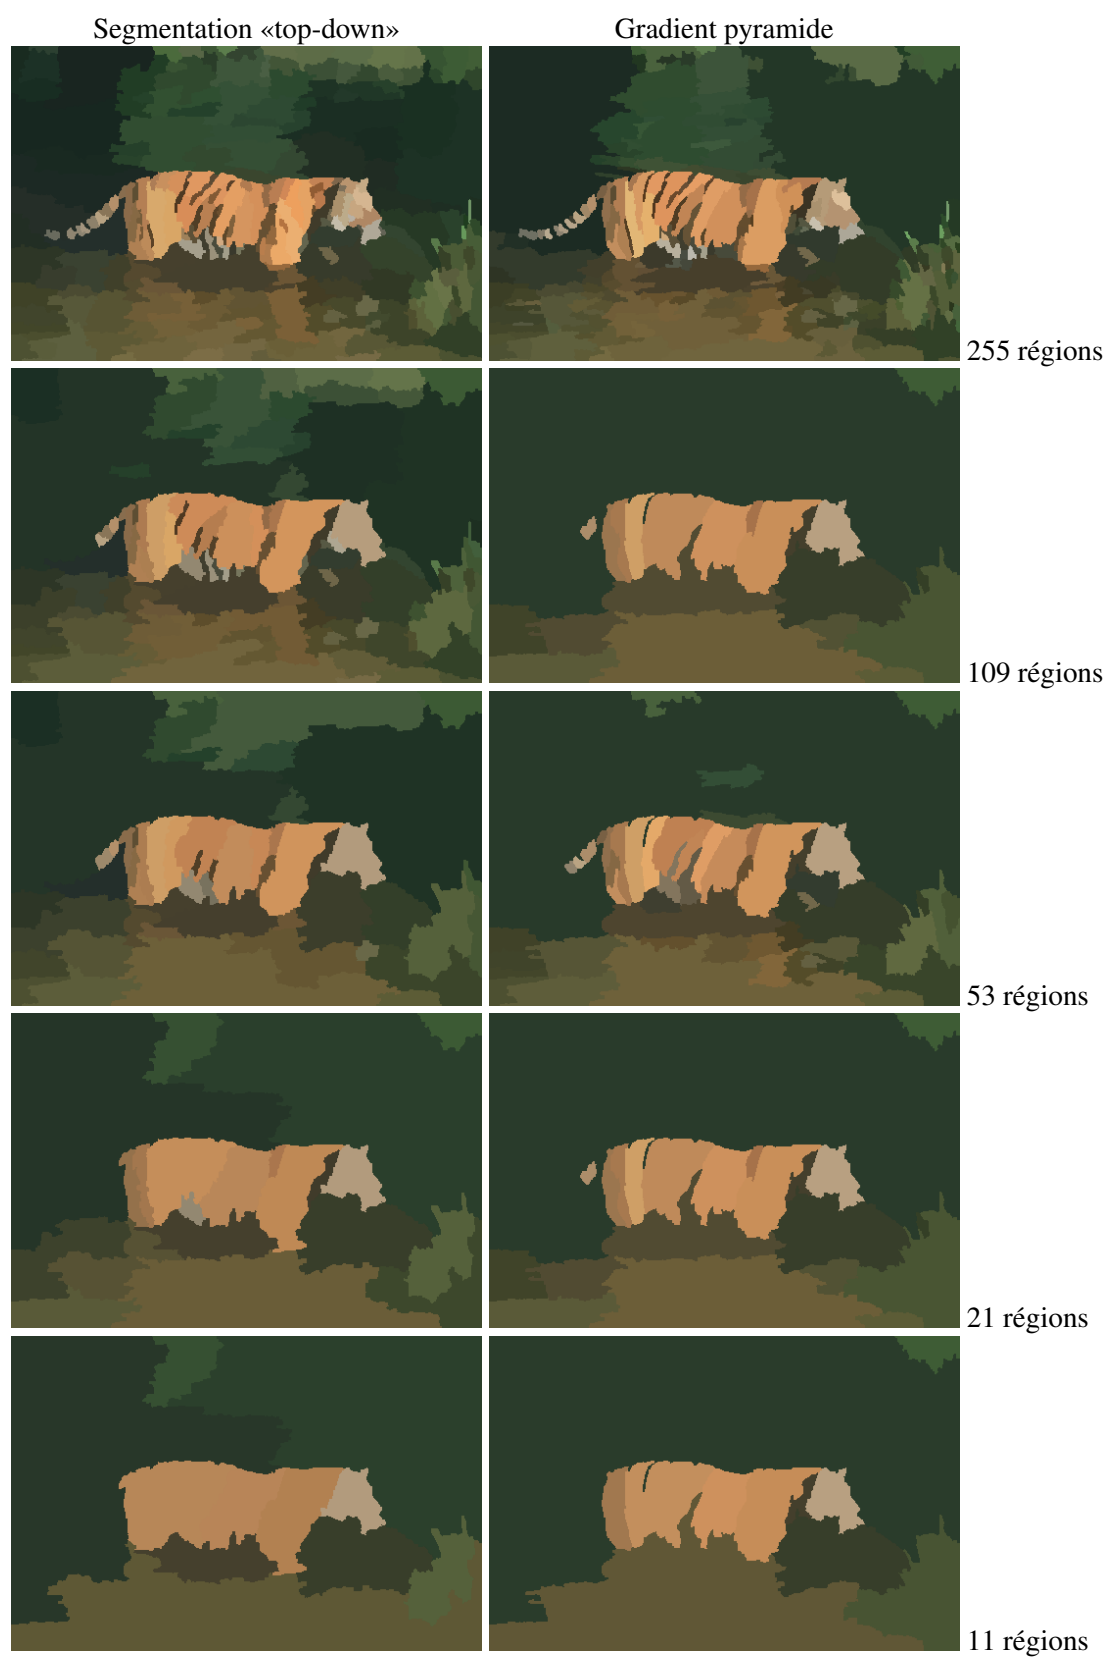 Segmentation «top-down» Gradient pyramide
255 régions
109 régions
53 régions
21 régions
11 régions